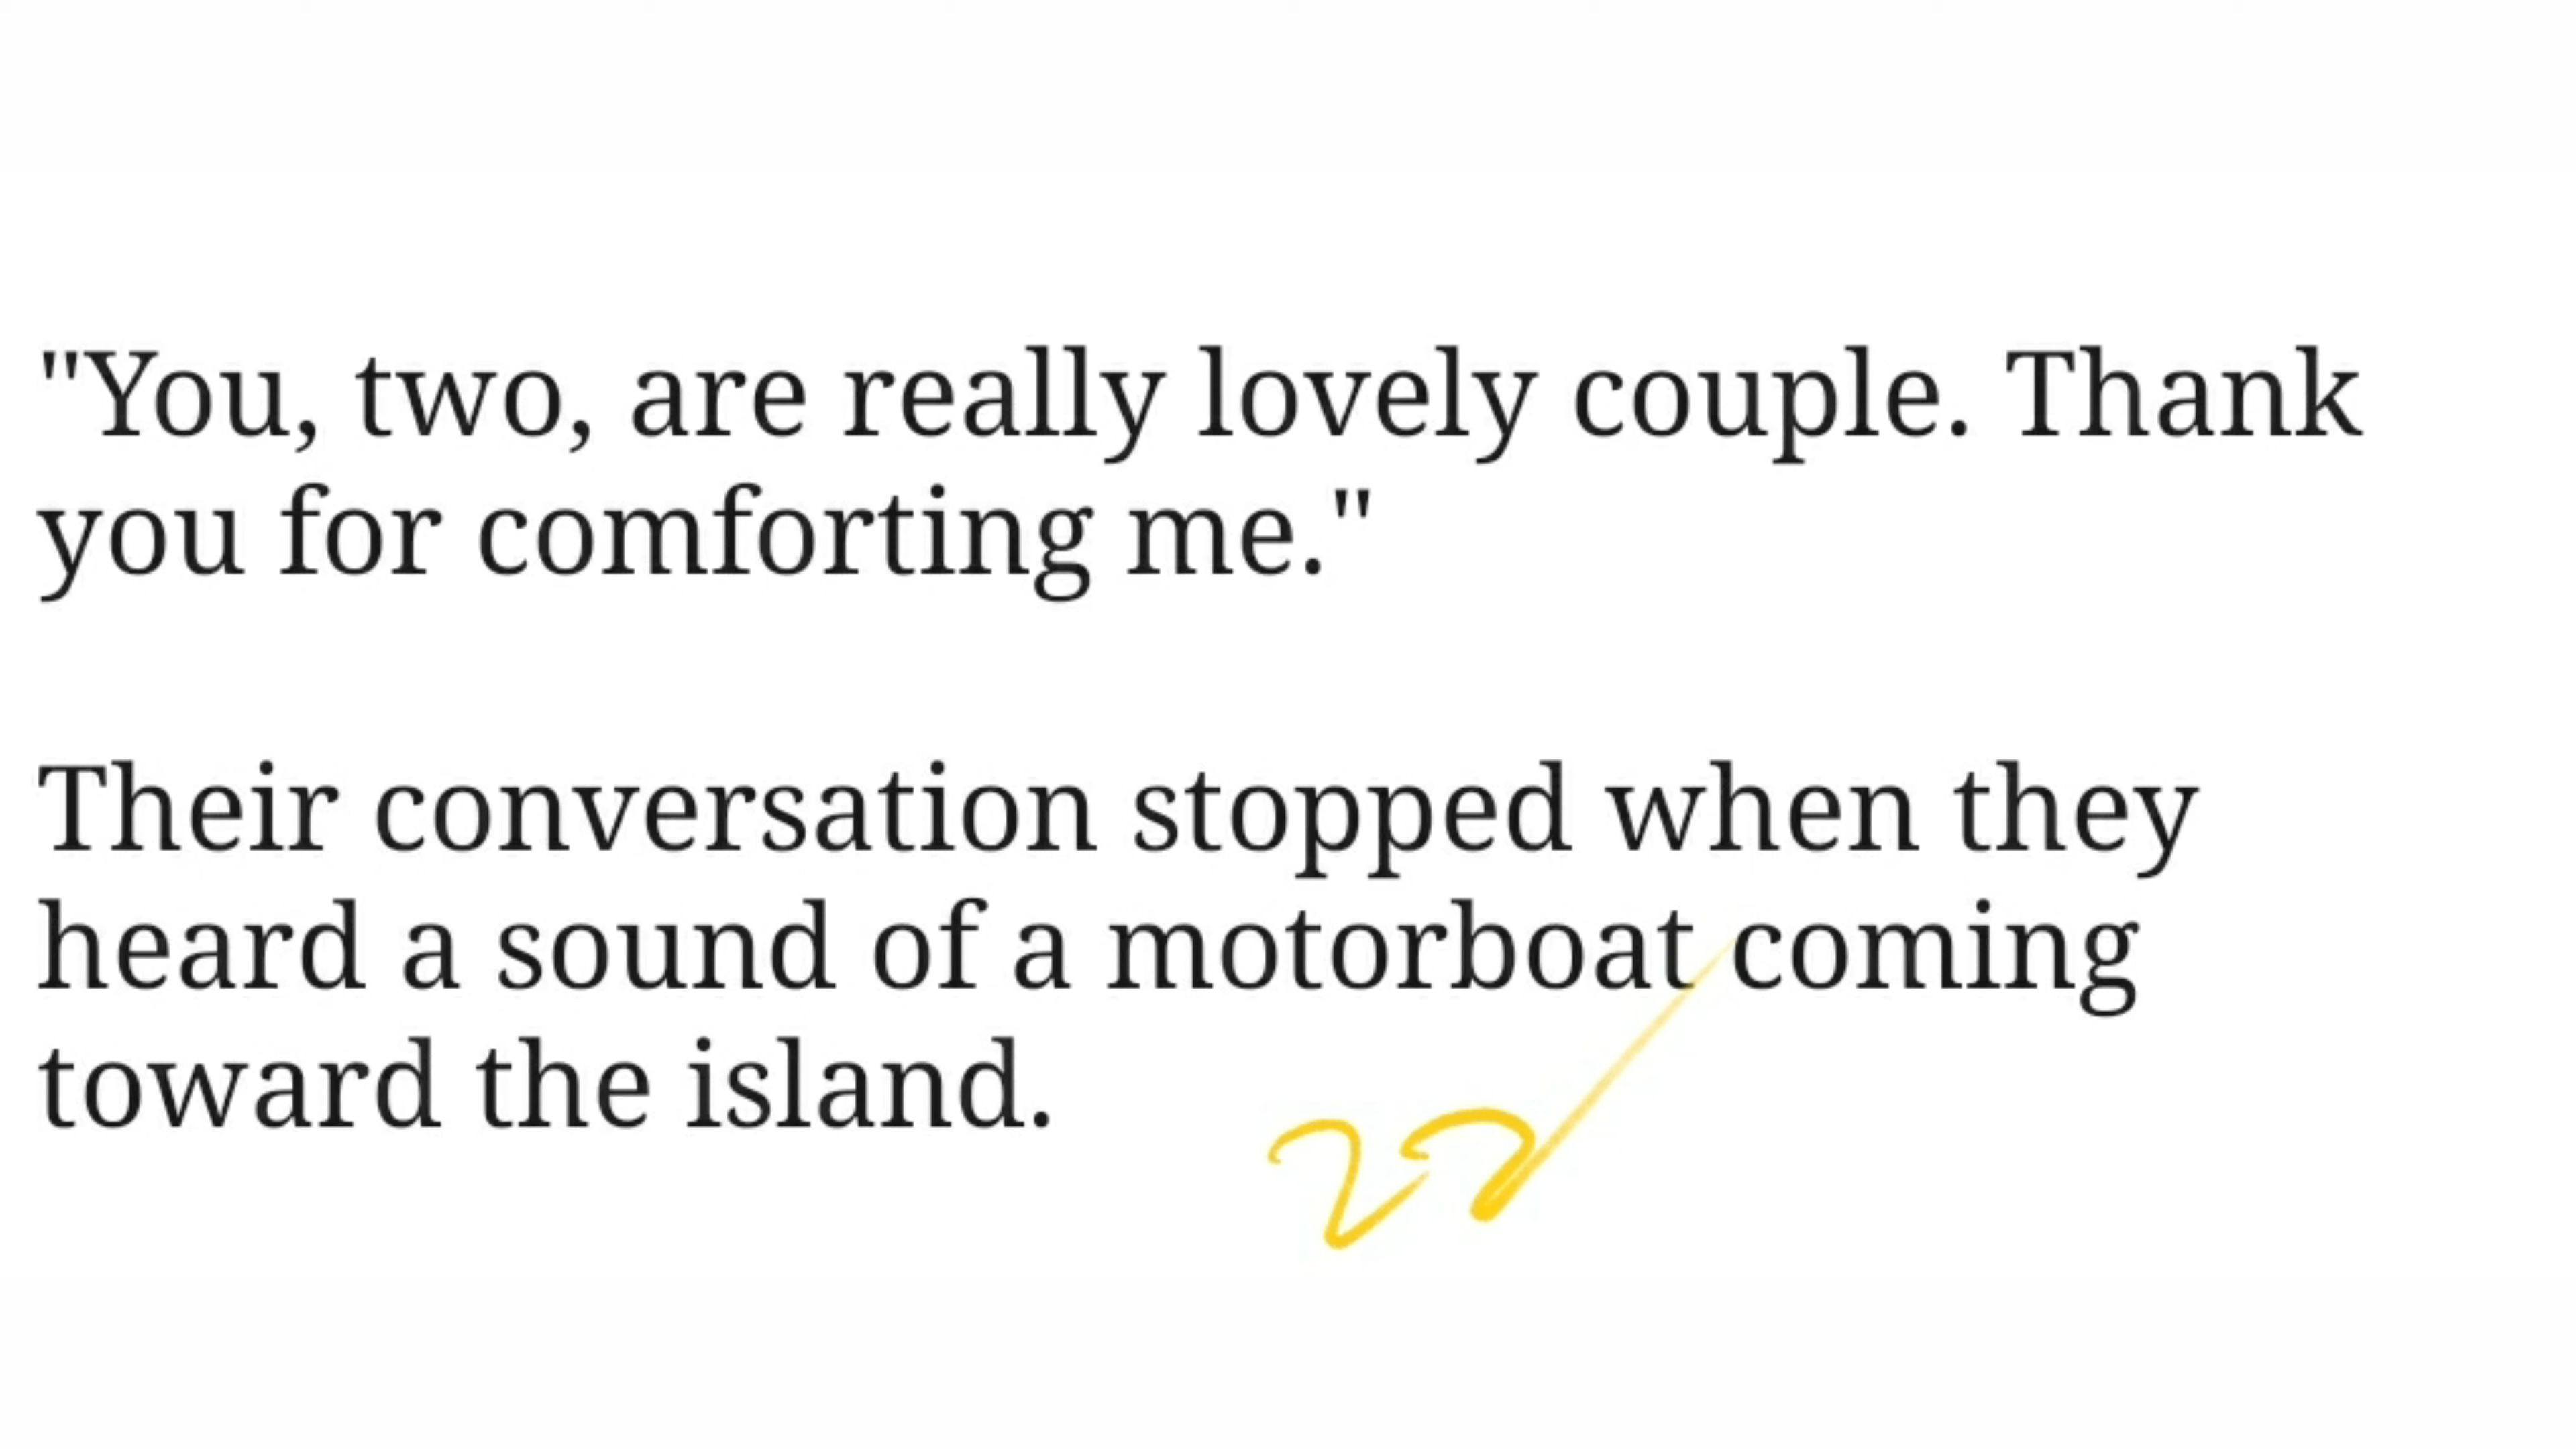 "You, two, are really lovely couple. Thank
you for comforting me."
Their conversation stopped when they
heard a sound of a motorboat coming
toward the island.